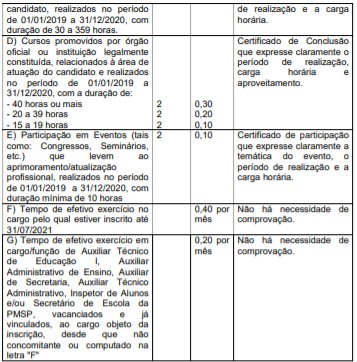 candidato, realizados no período
de 01/01/2019 a 31/12/2020, com
duração de 30 a 359 horas.
de realização e a carga
horária.
D) Cursos promovidos por órgão
oficial ou instituição legalmente
constituída, relacionados à área de
atuação do candidato e realizados
no período de 01/01/2019 a
31/12/2020, com a duração de:
- 40 horas ou mais 2 0,30
- 20 a 39 horas 2 0,20
- 15 a 19 horas 2 0,10
Certificado de Conclusão
que expresse claramente o
período de realização,
carga horária e
aproveitamento.
E) Participação em Eventos (tais
como: Congressos, Seminários,
etc.) que levem ao
aprimoramento/atualização
profissional, realizados no período
de 01/01/2019 a 31/12/2020, com
duração mínima de 10 horas
2
0,10
Certificado de participação
que expresse claramente a
temática do evento, o
período de realização e a
carga horária.
F) Tempo de efetivo exercício no
cargo pelo qual estiver inscrito até
31/07/2021
0,40 por
mês
Não há necessidade de
comprovação.
G) Tempo de efetivo exercício em
cargo/função de Auxiliar Técnico
de Educação I, Auxiliar
Administrativo de Ensino, Auxiliar
de Secretaria, Auxiliar Técnico
Administrativo, Inspetor de Alunos
e/ou Secretário de Escola da
PMSP, vacanciados e já
vinculados, ao cargo objeto da
inscrição, desde que não
concomitante ou computado na
letra "F"
0,20 por
mês
Não há necessidade de
comprovação.